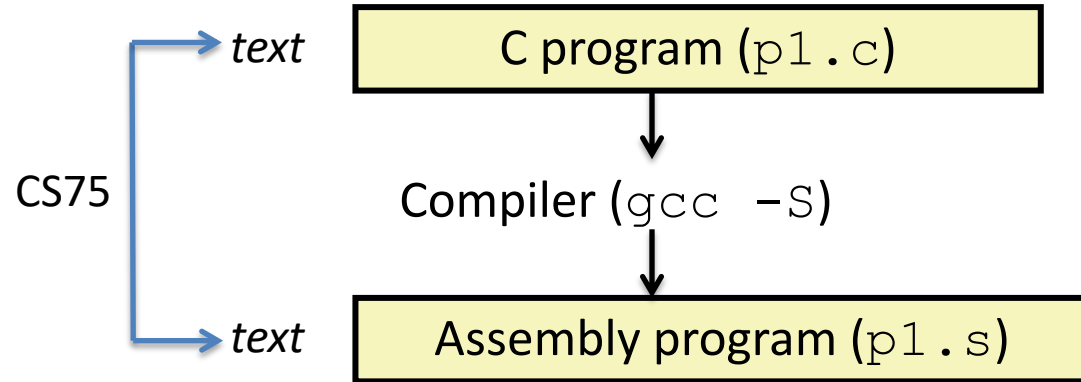 text
C program (p1.c)
CS75
Compiler (gcc -S)
text
Assembly program (p1.s)